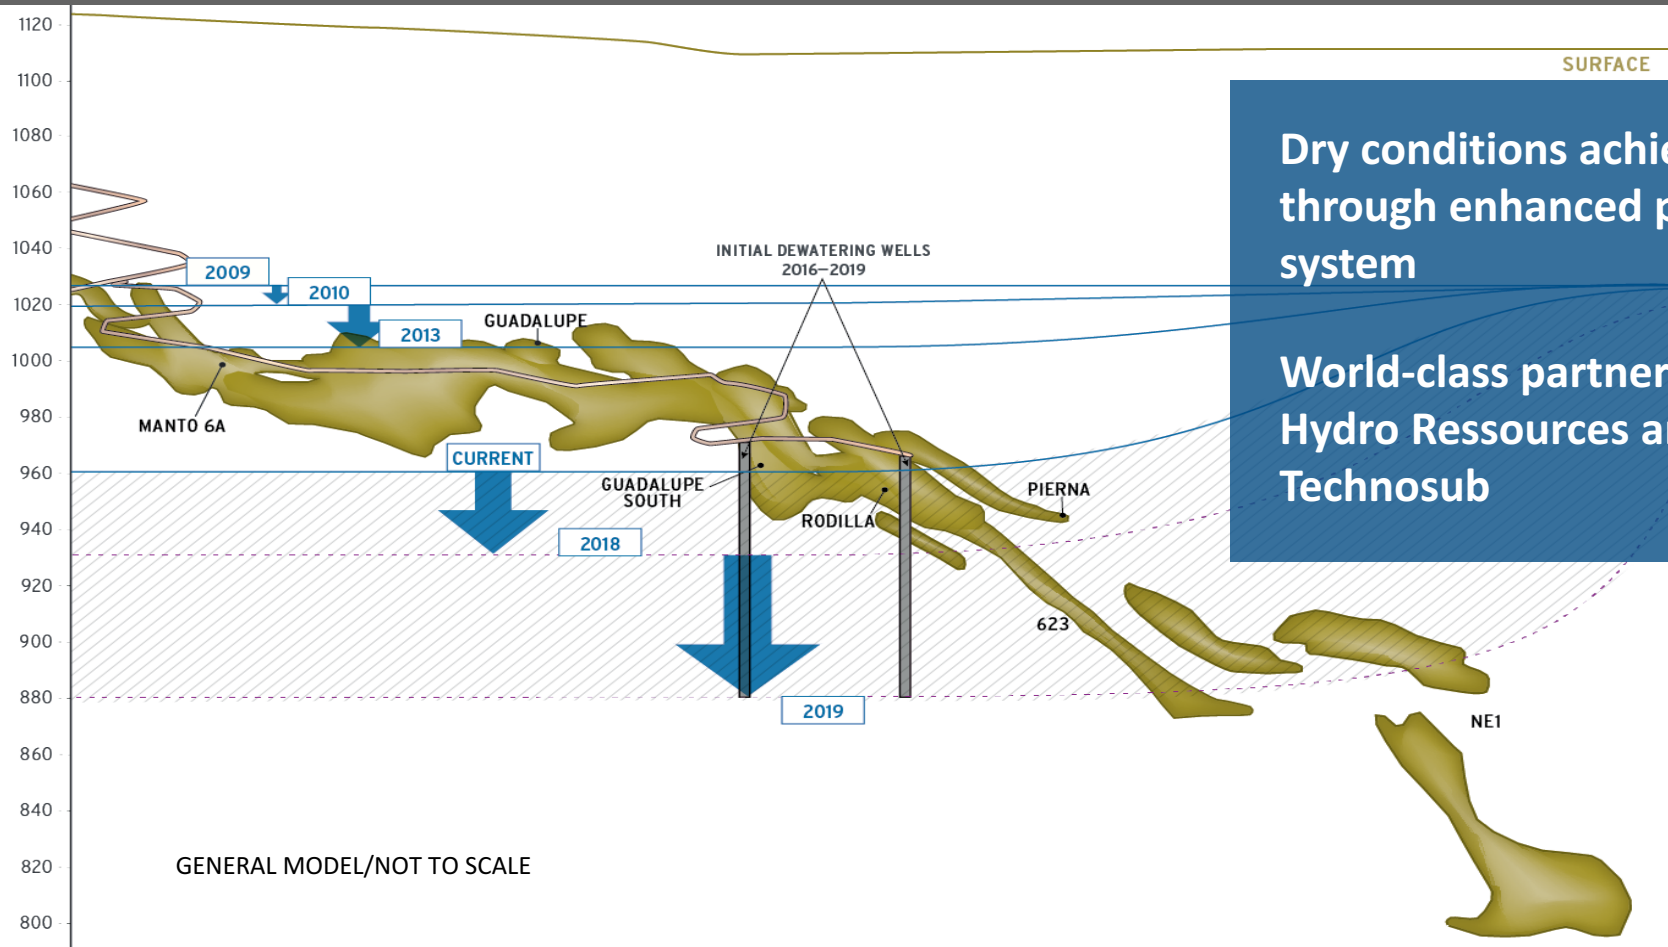 1120
SURFACE
1100
1080
1060
1040
1020
1000
980
960
940
920
900
880
860
840
820
800
Dry conditions
through enhanced
system
World-class
Hydro Ressources
Technosub
INITIAL DEWATERING WELLS
2016–2019
2009
2010
2013
GUADALUPE
MANTO 6A
CURRENT
GUADALUPE
SOUTH
RODILLA
PIERNA
2018
623
2019
NE1
GENERAL MODEL/NOT TO SCALE